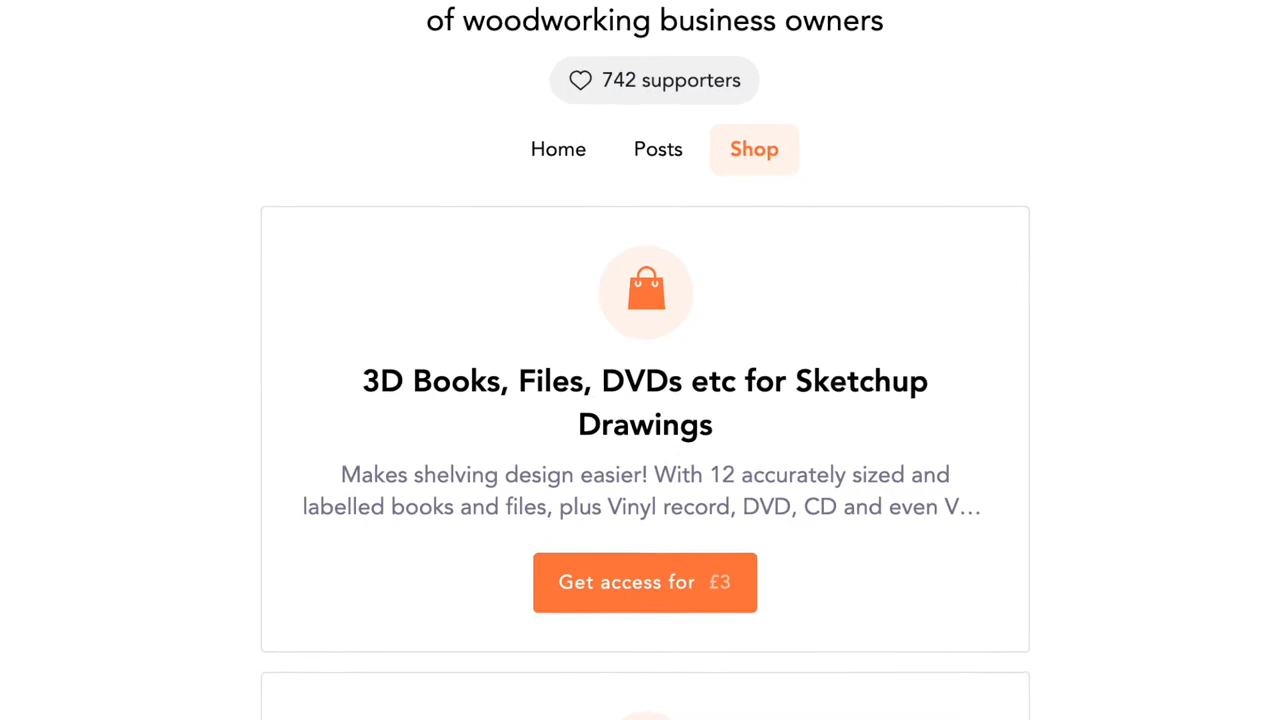 of woodworking business owners
742 supporters
Home Posts Shop
3D Books, Files, DVDs etc for Sketchup
Drawings
Makes shelving design easier! With 12 accurately sized and
labelled books and files, plus Vinyl record, DVD, CD and even V...
Get access for £3